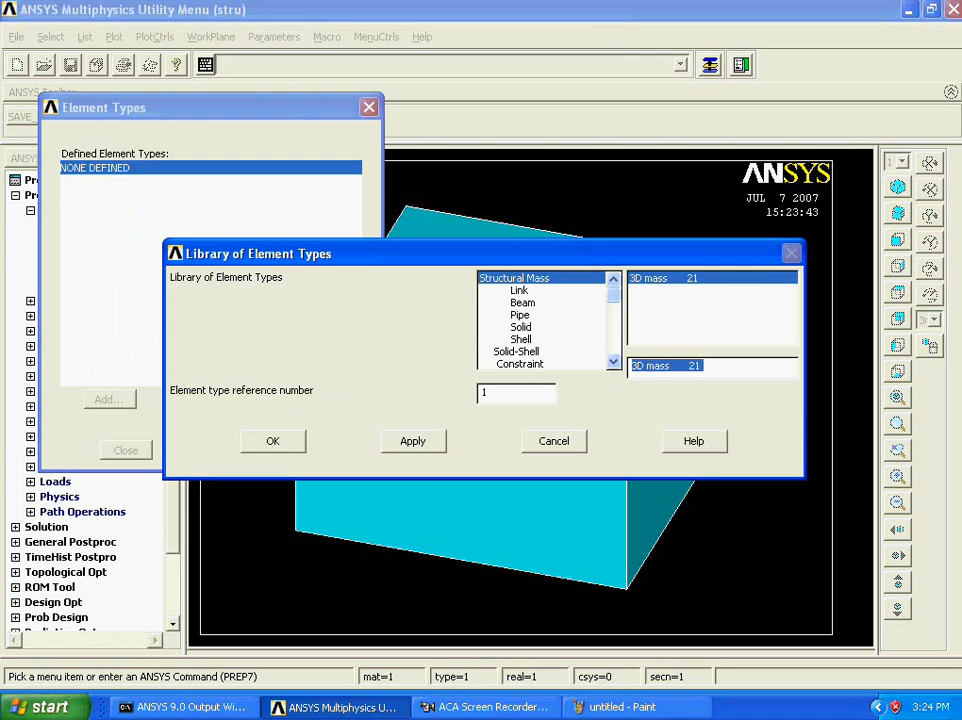 ANSYS Multiphysics Utility Menu (stru)
File Select List Plot PlotCtrls WorkPlane Parameters Macro MenuCtrls Help
ANSYS Toolbar
SAVE_
Element Types
Defined Element Types:
NONE DEFINED
Add...
Close
ANSYS
JUL 7 2007
15:23:43
1
Library of Element Types
Library of Element Types
Structural Mass
Link
Beam
Pipe
Solid
Shell
Solid-Shell
Constraint
3D mass 21
3D mass 21
Element type reference number
1
OK Apply Cancel Help
Loads
Physics
Path Operations
Solution
General Postproc
TimeHist Postpro
Topological Opt
ROM Tool
Design Opt
Prob Design
Pick a menu item or enter an ANSYS Command (PREP7)
mat=1
type=1
real=1
csys=0
secn=1
start
ANSYS 9.0 Output Wi...
ANSYS Multiphysics U...
ACA Screen Recorder...
untitled - Paint
3:24 PM